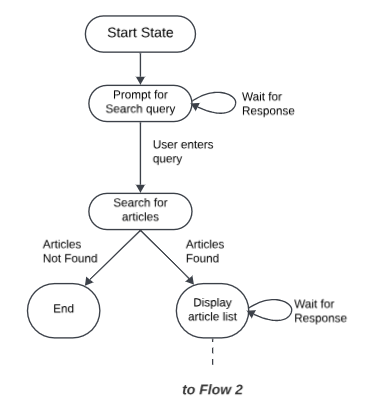 Start State
Prompt for
Search query
Wait for
Response
User enters
query
Search for
articles
Articles
Not Found
Articles
Found
End
Display
article list
Wait for
Response
to Flow 2